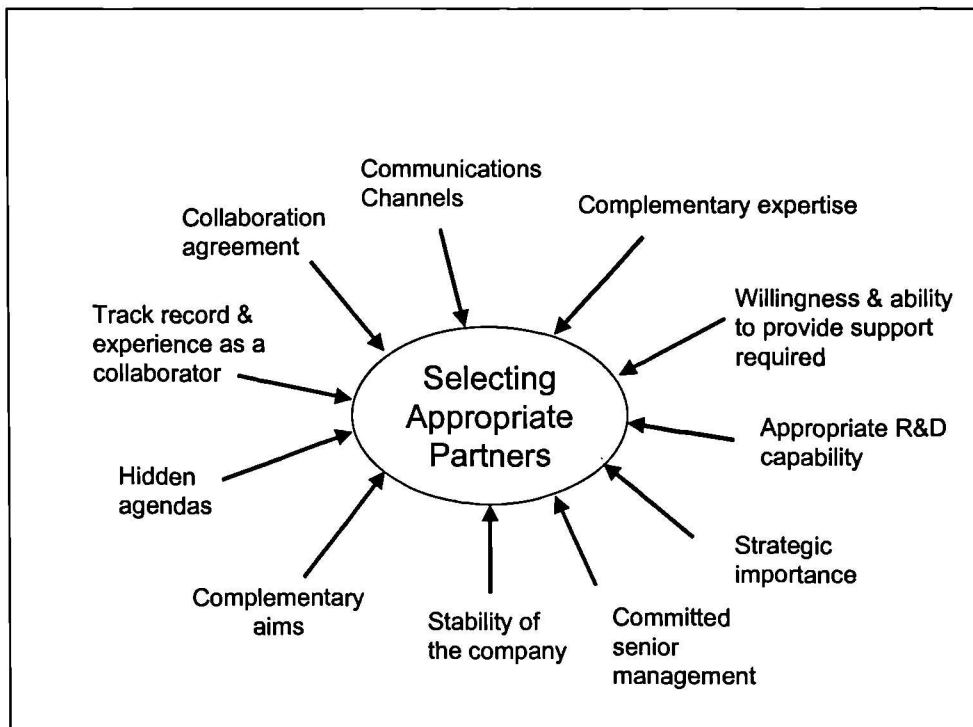 Communications
Channels
Complementary expertise
Collaboration
agreement
Willingness & ability
to provide support
required
Track record &
experience as a
collaborator
Selecting
Appropriate
Partners
Appropriate R&D
capability
Hidden
agendas
Strategic
importance
Complementary
aims
Stability of
the company
Committed
senior
management